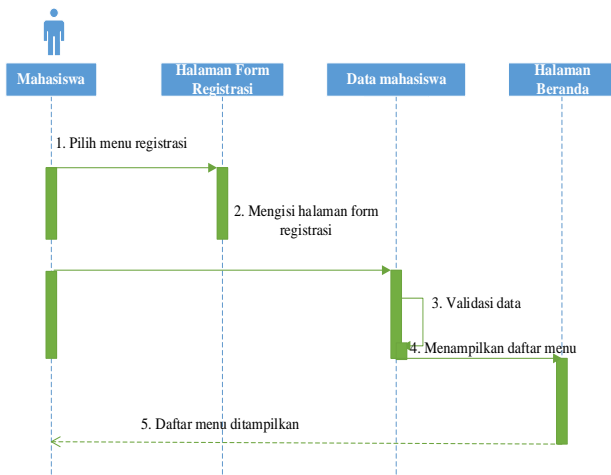 Mahasiswa
Halaman Form
Registrasi
Data mahasiswa
Halaman
Beranda
1. Pilih menu registrasi
2. Mengisi halaman form
registrasi
3. Validasi data
4. Menampilkan daftar menu
5. Daftar menu ditampilkan